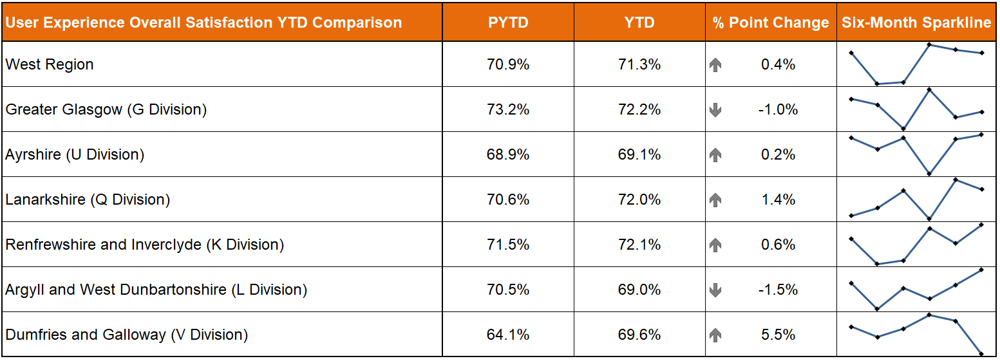 User Experience Overall Satisfaction YTD Comparison PYTD YTD % Point Change Six-Month Sparkline
West Region 70.9% 71.3% 0.4%
Greater Glasgow (G Division) 73.2% 72.2% -1.0%
Ayrshire (U Division) 68.9% 69.1% 0.2%
Lanarkshire (Q Division) 70.6% 72.0% 1.4%
Renfrewshire and Inverclyde (K Division) 71.5% 72.1% 0.6%
Argyll and West Dunbartonshire (L Division) 70.5% 69.0% -1.5%
Dumfries and Galloway (V Division) 64.1% 69.6% 5.5%